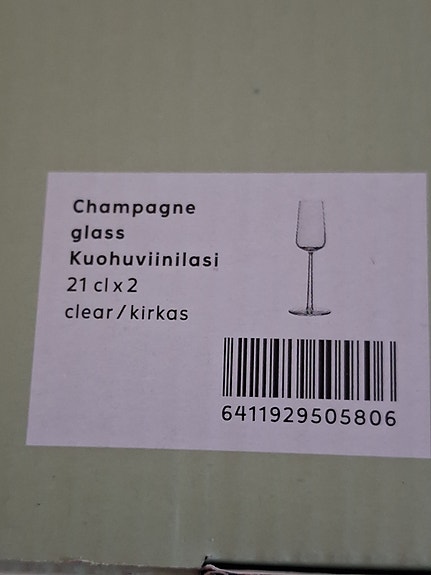 Champagne
glass
Kuohuviinilasi
21 cl x 2
clear/kirkas
6411929505806